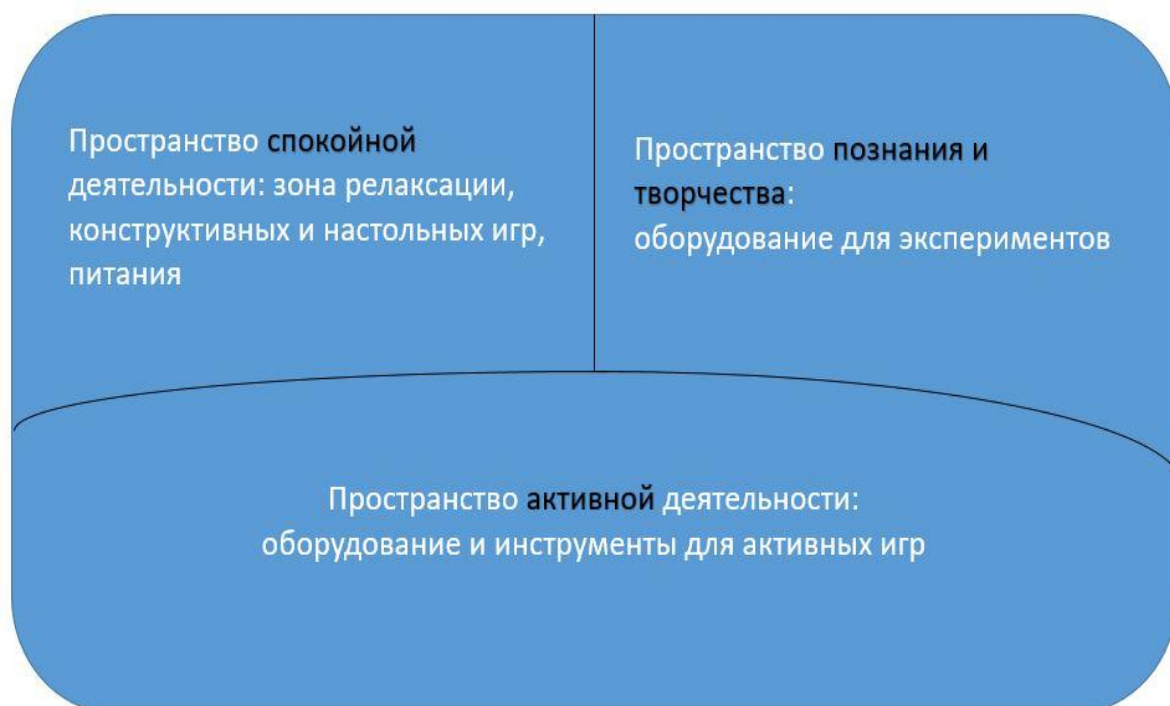 Пространство спокойной
деятельности: зона релаксации,
конструктивных и настольных игр,
питания
Пространство познания и
творчества:
оборудование для экспериментов
Пространство активной деятельности:
оборудование и инструменты для активных игр